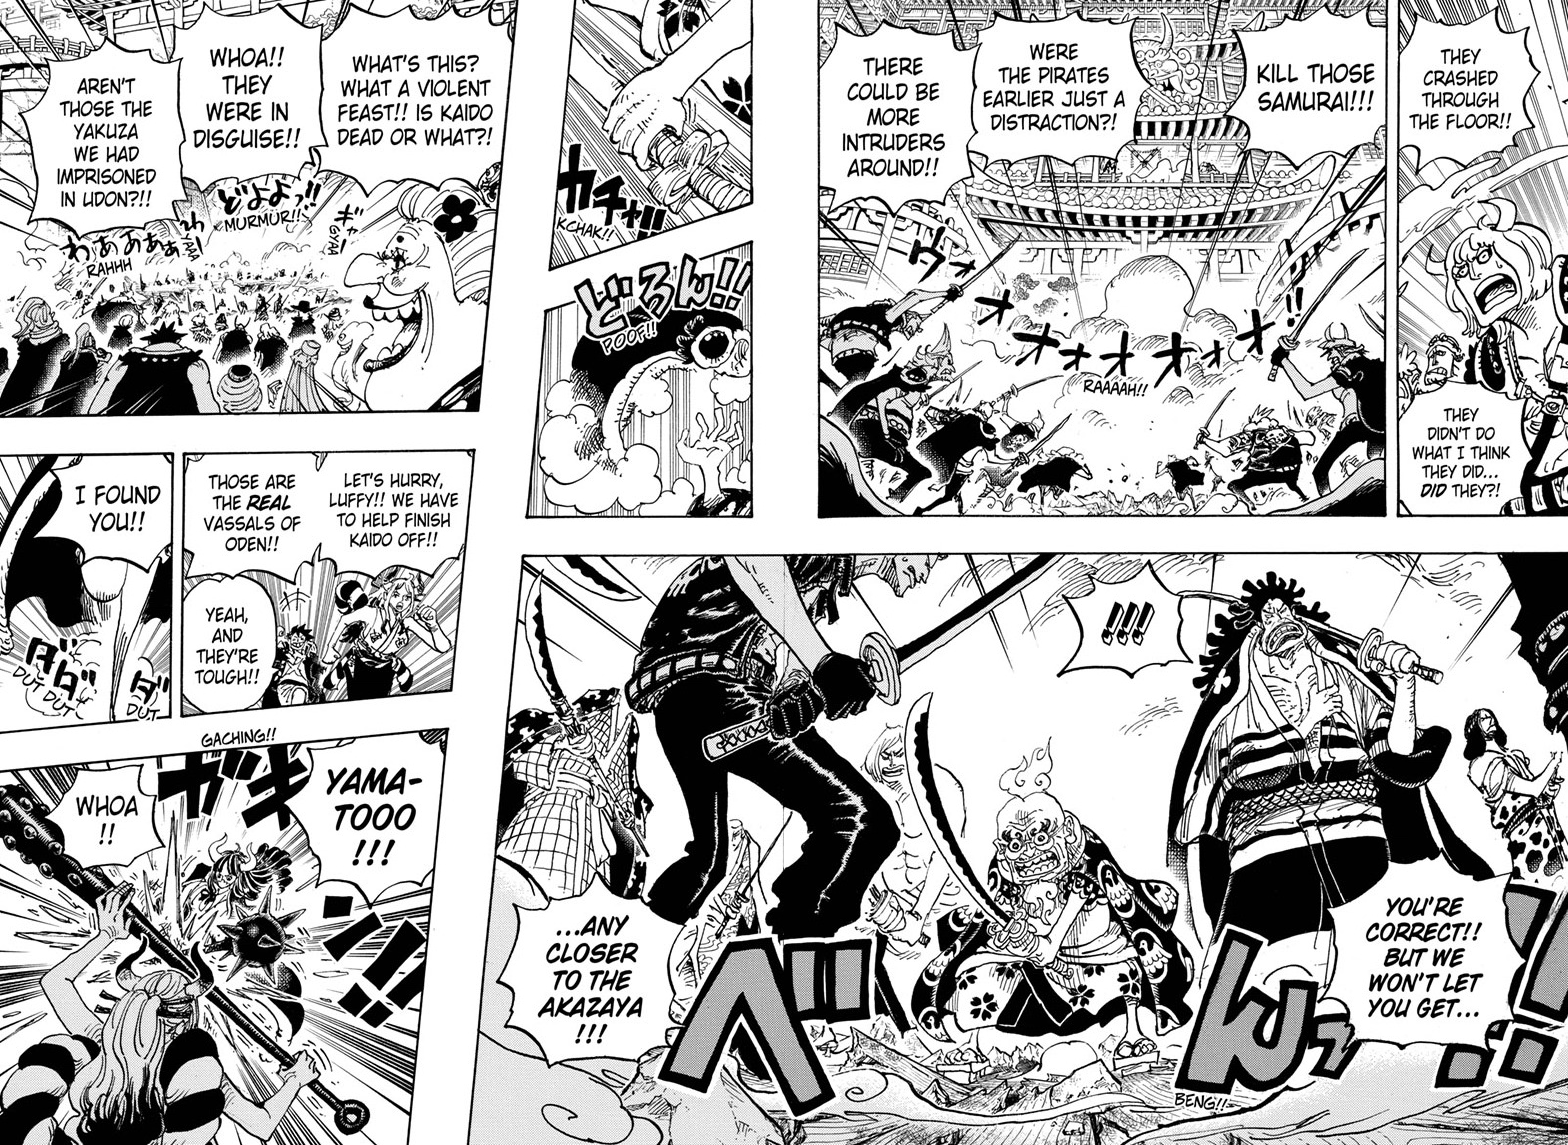 THEY
CRASHED
THROUGH
THE FLOOR!!
THEY
DIDN'T DO
WHAT I THINK
THEY DID...
DID THEY?!
KILL THOSE
SAMURAI!!!
WERE
THE PIRATES
EARLIER JUST A
DISTRACTION?!
THERE
COULD BE
MORE
INTRUDERS
AROUND!!
ウオオオオオオオ!!
RAAAAH!!
カチャ!!
KCHAK!!
どろん!!
POOF!!
!!!
YOU'RE
CORRECT!!
BUT WE
WON'T LET
YOU GET...
...ANY
CLOSER
TO THE
AKAZAYA
!!!
べんッ!!
BENG!!
WHAT'S THIS?
WHAT A VIOLENT
FEAST!! IS KAIDO
DEAD OR WHAT?!
WHOA!!
THEY
WERE IN
DISGUISE!!
AREN'T
THOSE THE
YAKUZA
WE HAD
IMPRISONED
IN UDON?!!
どよよっ!!
MURMUR!!
ギャー
GYAA
わあああぁ
RAHHH
LET'S HURRY,
LUFFY!! WE HAVE
TO HELP FINISH
KAIDO OFF!!
THOSE ARE
THE REAL
VASSALS OF
ODEN!!
YEAH,
AND
THEY'RE
TOUGH!!
I FOUND
YOU!!
ダダ
DUT DUT
ダ
DUT
GACHING!!
ガキ!!
YAMA-
TOOO
!!!
WHOA
!!